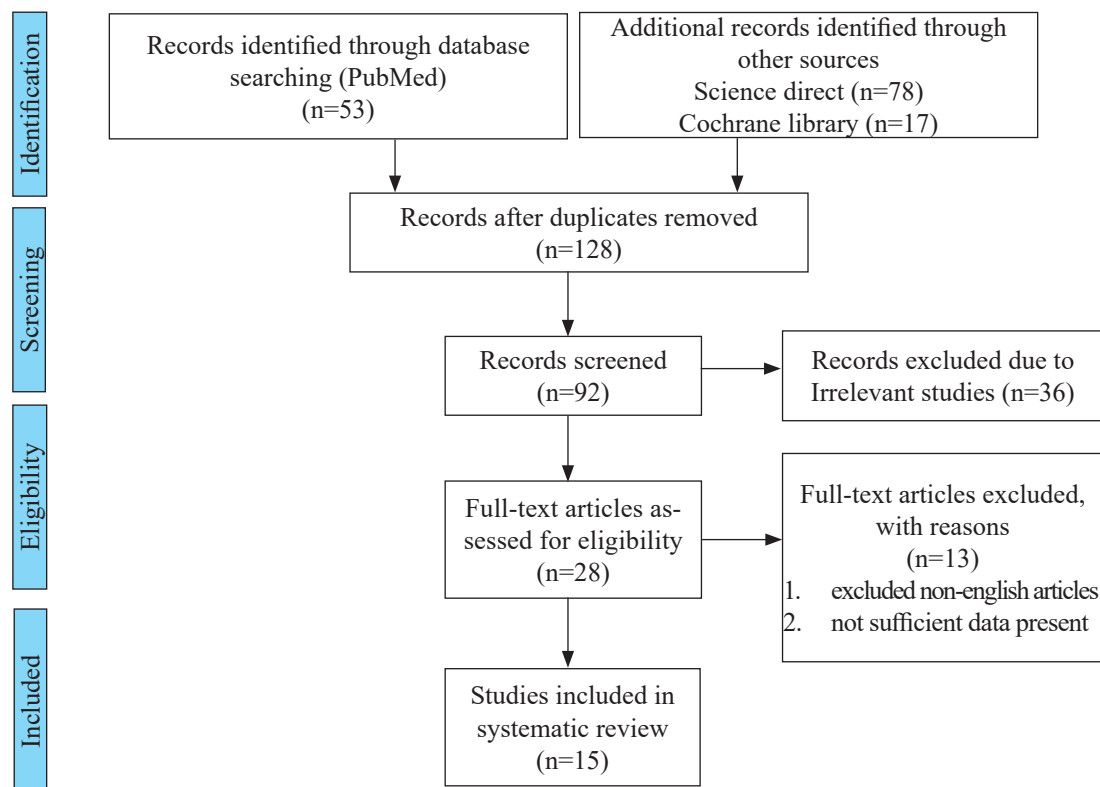 Identification
Records identified through database
searching (PubMed)
(n=53)
Additional records identified through
other sources
Science direct (n=78)
Cochrane library (n=17)
Screening
Records after duplicates removed
(n=128)
Records screened
(n=92)
Records excluded due to
Irrelevant studies (n=36)
Eligibility
Full-text articles as-
sessed for eligibility
(n=28)
Full-text articles excluded,
with reasons
(n=13)
1. excluded non-english articles
2. not sufficient data present
Included
Studies included in
systematic review
(n=15)